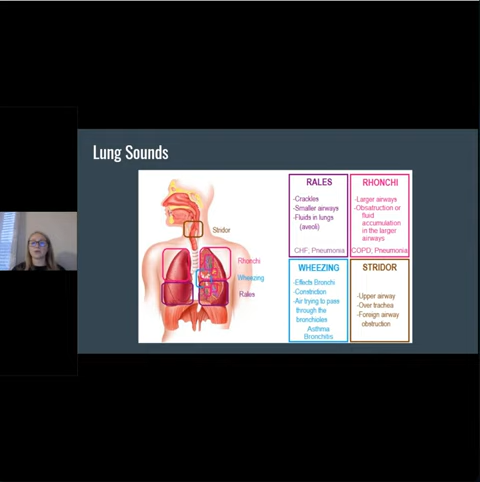 Lung Sounds
Stridor
Rhonchi
Wheezing
Rales
RALES
-Crackles
-Smaller airways
-Fluids in lungs
(aveoli)
CHF, Pneumonia
RHONCHI
-Larger airways
-Obsatruction or
fluid
accumulation
in the larger
airways
COPD, Pneumonia
WHEEZING
-Effects Bronchi
-Constriction
-Air trying to pass
through the
bronchioles
Asthma
Bronchitis
STRIDOR
-Upper airway
-Over trachea
-Foreign airway
obstruction